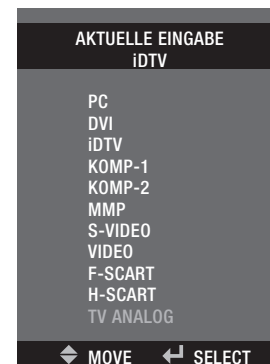 AKTUELLE EINGABE
iDTV
PC
DVI
iDTV
KOMP-1
KOMP-2
MMP
S-VIDEO
VIDEO
F-SCART
H-SCART
TV ANALOG
MOVE SELECT